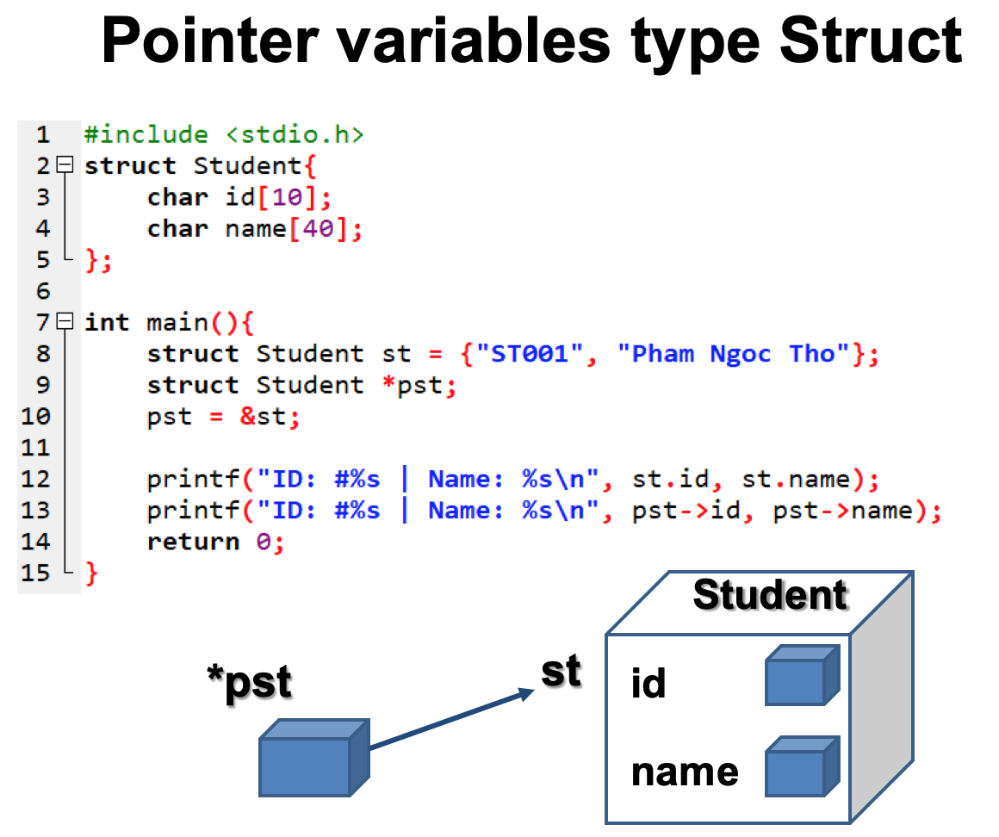 Pointer variables type Struct
1 #include <stdio.h>
2 struct Student{
3     char id[10];
4     char name[40];
5 };
6
7 int main(){
8     struct Student st = {"ST001", "Pham Ngoc Tho"};
9     struct Student *pst;
10     pst = &st;
11
12     printf("ID: #%s | Name: %s\n", st.id, st.name);
13     printf("ID: #%s | Name: %s\n", pst->id, pst->name);
14     return 0;
15 }
Student
*pst
st
id
name